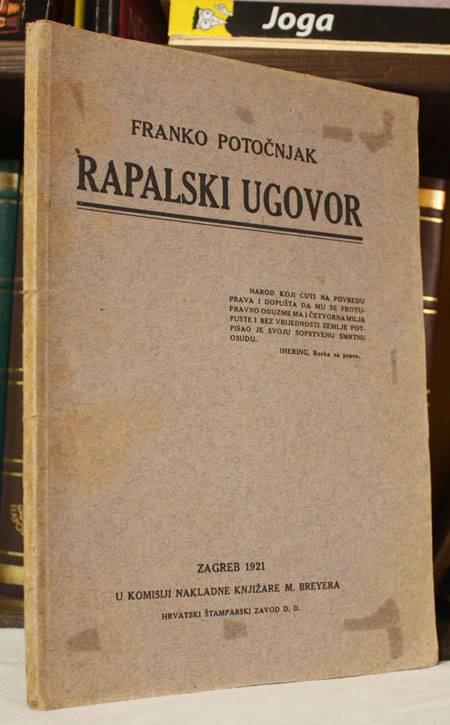 Joga
FRANKO POTOČNJAK
RAPALSKI UGOVOR
NAROD KOJI ĆUTI NA POVREDU
PRAVA I DOPUŠTA DA MU SE PROTU-
PRAVNO ODUZME MA I ČETVORNA MILJA
PUSTE I BEZ VRIJEDNOSTI ZEMLJE POT-
PISAO JE SVOJU SOPSTVENU SMRTNU
OSUDU.
IHERING, Borba za pravo.
ZAGREB 1921
U KOMISIJI NAKLADNE KNJIŽARE M. BREYERA
HRVATSKI ŠTAMPARSKI ZAVOD D. D.